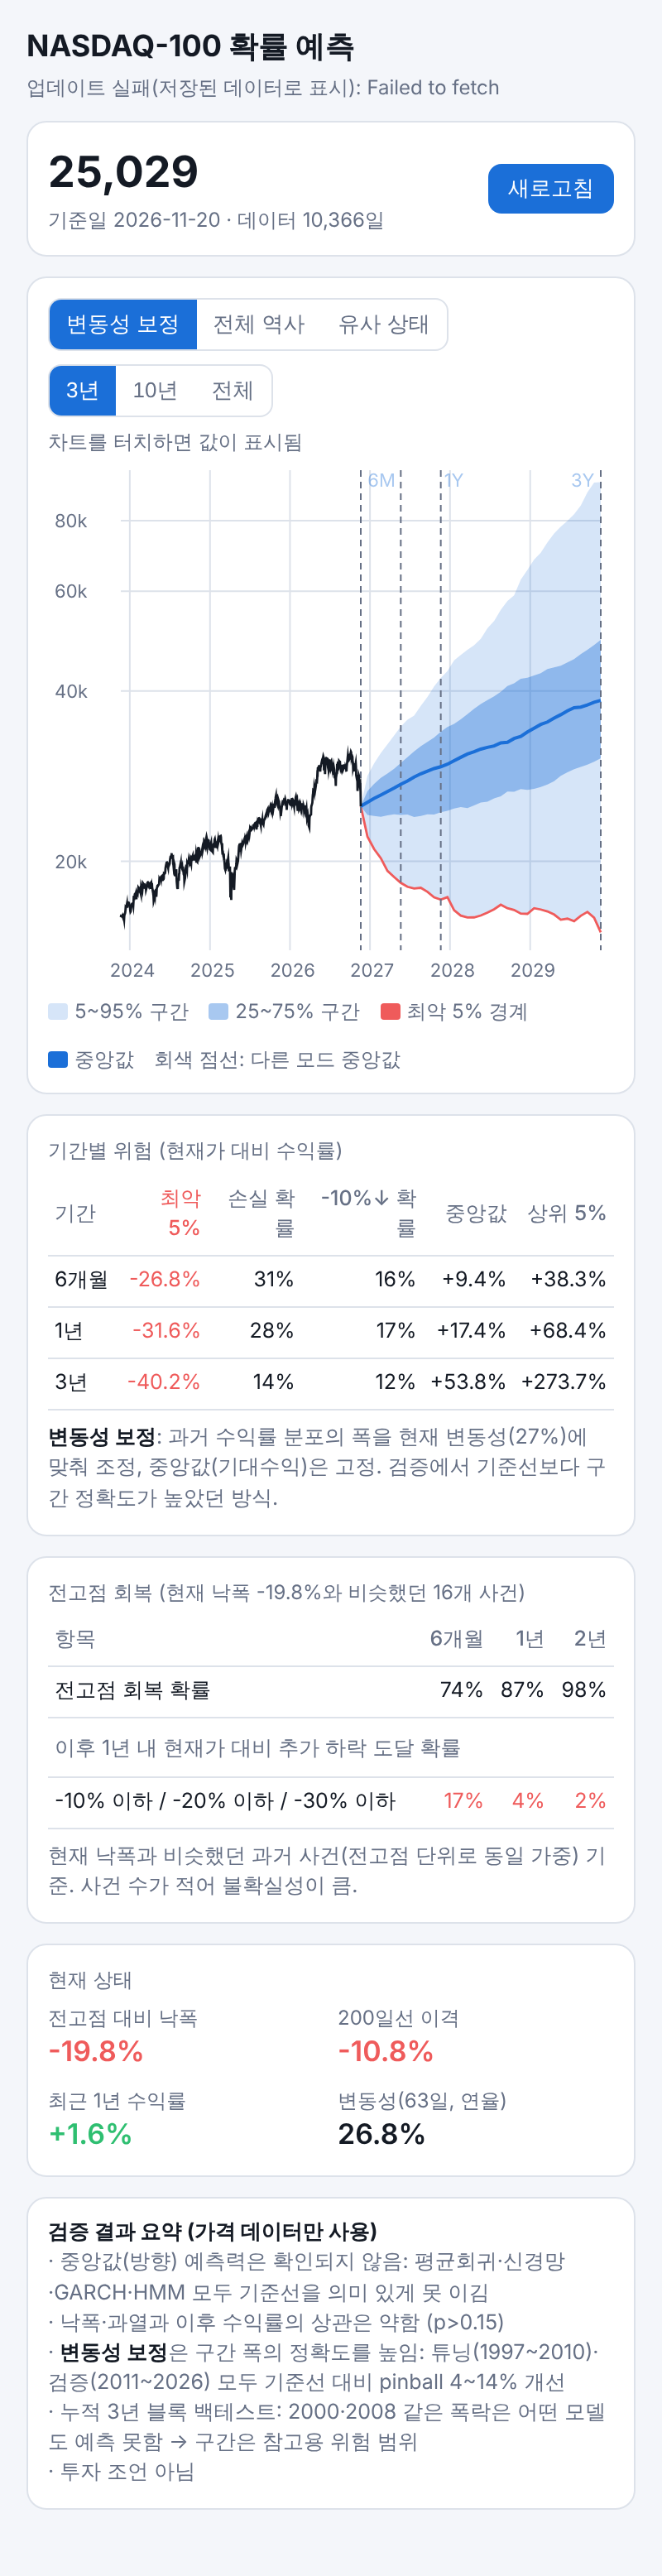 NASDAQ-100 확률 예측
업데이트 실패(저장된 데이터로 표시): Failed to fetch
25,029
기준일 2026-11-20 · 데이터 10,366일
새로고침
변동성 보정 전체 역사 유사 상태
3년 10년 전체
차트를 터치하면 값이 표시됨
6M 1Y 3Y
80k
60k
40k
20k
2024 2025 2026 2027 2028 2029
5~95% 구간 25~75% 구간 최악 5% 경계
중앙값 회색 점선: 다른 모드 중앙값
기간별 위험 (현재가 대비 수익률)
기간 최악 5% 손실 확률 -10%↓ 확률 중앙값 상위 5%
6개월 -26.8% 31% 16% +9.4% +38.3%
1년 -31.6% 28% 17% +17.4% +68.4%
3년 -40.2% 14% 12% +53.8% +273.7%
변동성 보정: 과거 수익률 분포의 폭을 현재 변동성(27%)에
맞춰 조정, 중앙값(기대수익)은 고정. 검증에서 기준선보다 구
간 정확도가 높았던 방식.
전고점 회복 (현재 낙폭 -19.8%와 비슷했던 16개 사건)
항목 6개월 1년 2년
전고점 회복 확률 74% 87% 98%
이후 1년 내 현재가 대비 추가 하락 도달 확률
-10% 이하 / -20% 이하 / -30% 이하 17% 4% 2%
현재 낙폭과 비슷했던 과거 사건(전고점 단위로 동일 가중) 기
준. 사건 수가 적어 불확실성이 큼.
현재 상태
전고점 대비 낙폭 200일선 이격
-19.8% -10.8%
최근 1년 수익률 변동성(63일, 연율)
+1.6% 26.8%
검증 결과 요약 (가격 데이터만 사용)
· 중앙값(방향) 예측력은 확인되지 않음: 평균회귀·신경망
·GARCH·HMM 모두 기준선을 의미 있게 못 이김
· 낙폭·과열과 이후 수익률의 상관은 약함 (p>0.15)
· 변동성 보정은 구간 폭의 정확도를 높임: 튜닝(1997~2010)·
검증(2011~2026) 모두 기준선 대비 pinball 4~14% 개선
· 누적 3년 블록 백테스트: 2000·2008 같은 폭락은 어떤 모델
도 예측 못함 → 구간은 참고용 위험 범위
· 투자 조언 아님